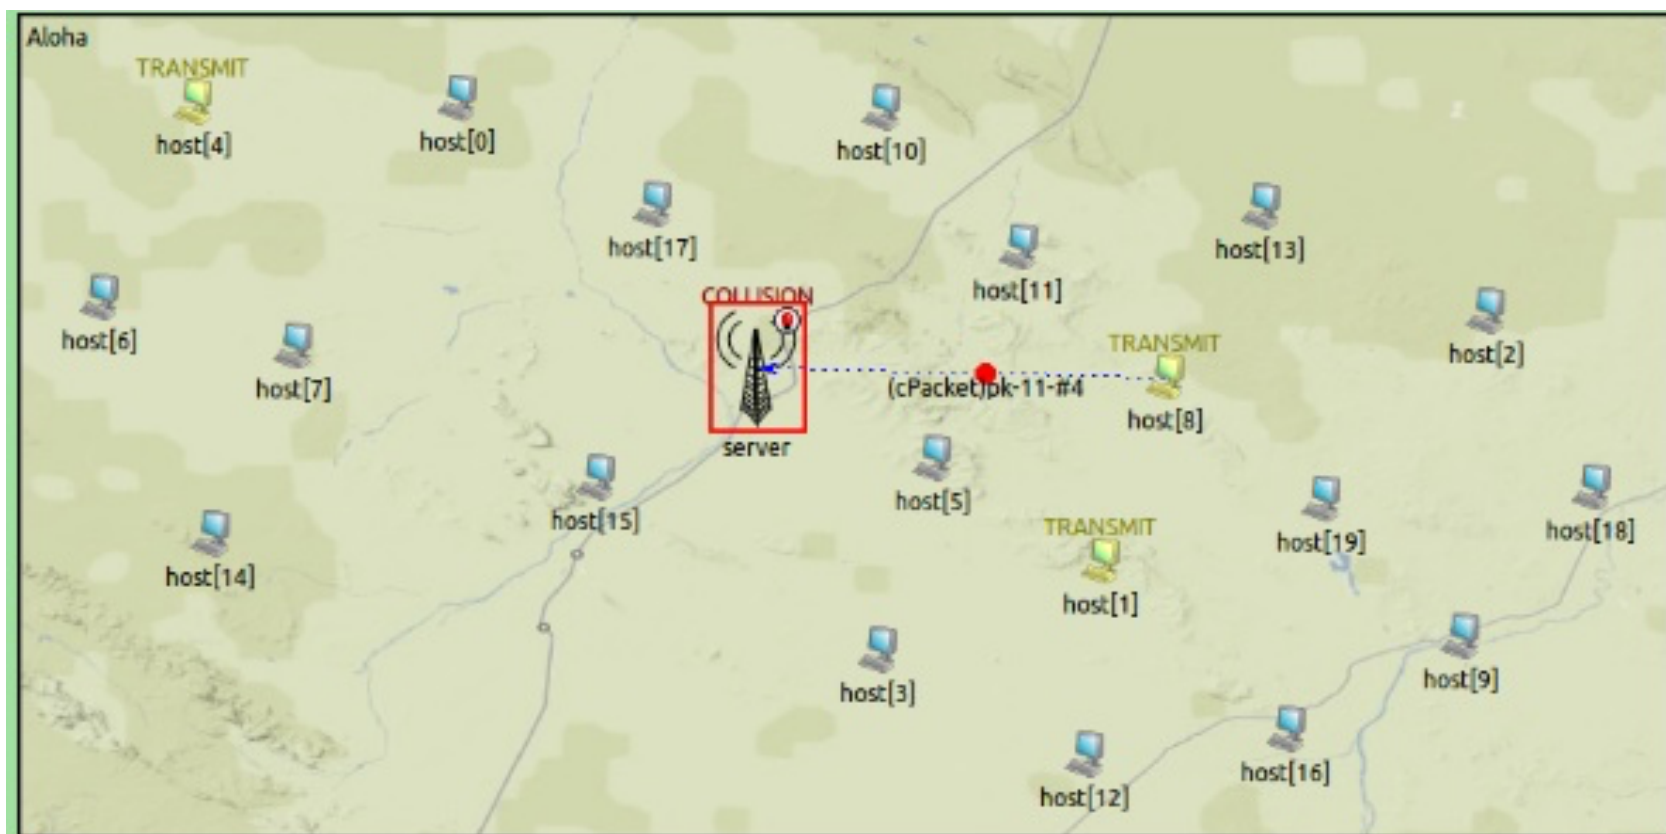 Aloha
TRANSMIT
host[4]
host[0]
host[10]
host[17]
host[13]
host[11]
COLLISION
host[6]
host[7]
TRANSMIT
host[2]
(cPacket)pk-11-#4
host[8]
server
host[5]
host[15]
TRANSMIT
host[19]
host[18]
host[14]
host[1]
host[3]
host[9]
host[16]
host[12]